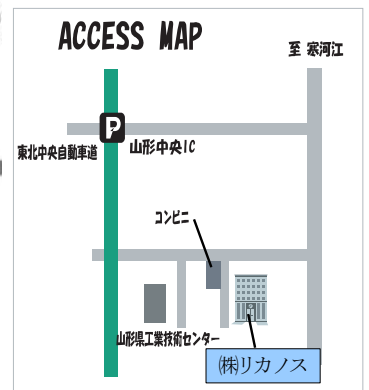 ACCESS MAP
至 寒河江
P
東北中央自動車道
山形中央IC
コンビニ
山形県工業技術センター
㈱リカノス